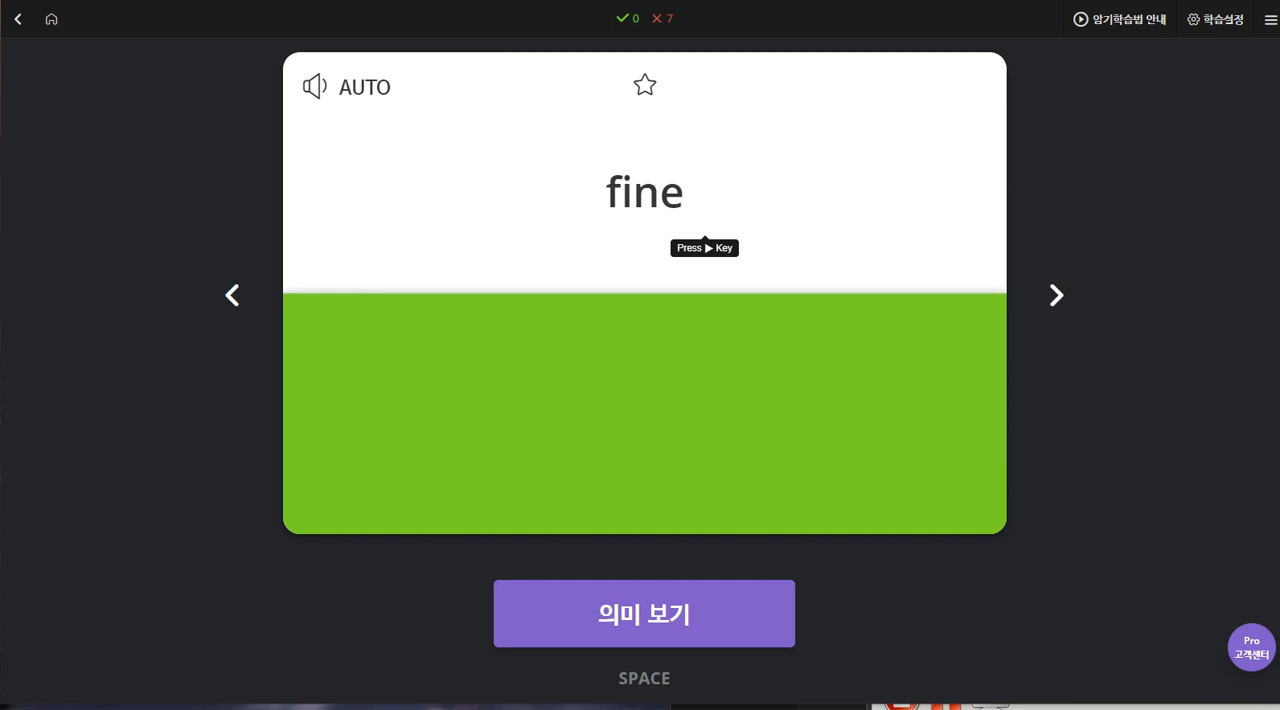 0 7 암기학습법 안내 학습설정
AUTO
fine
Press ▶ Key
의미 보기
SPACE
Pro
고객센터